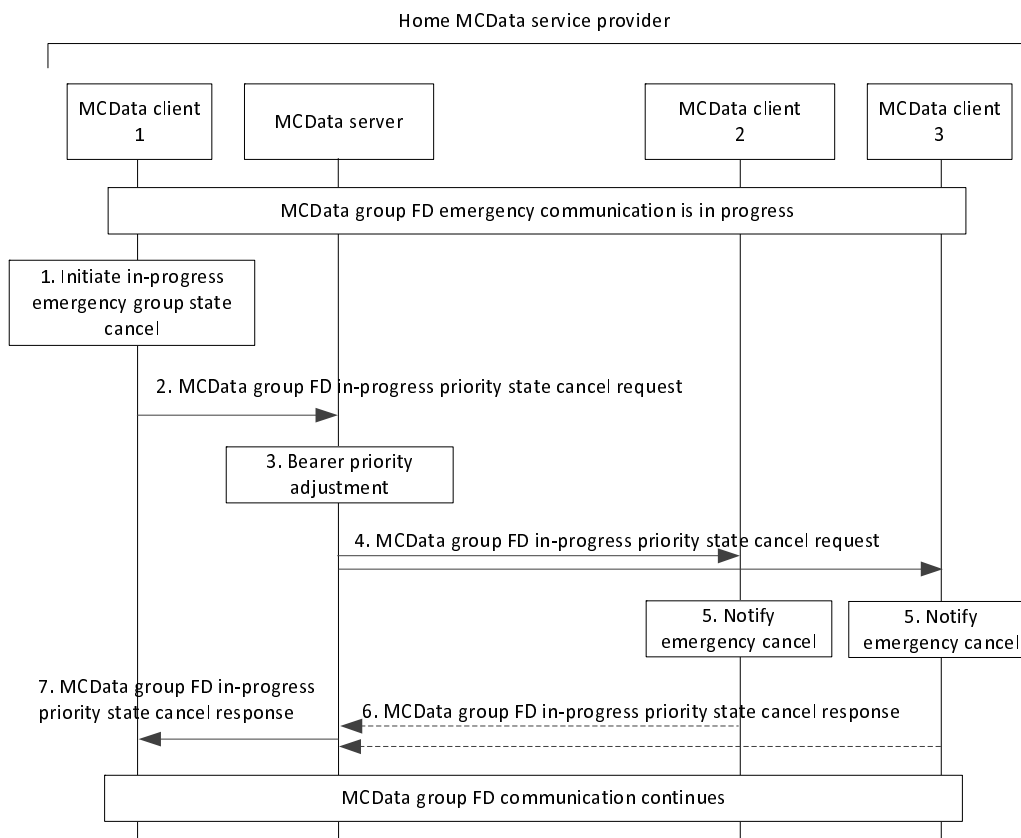 Home MCData service provider
MCData client
1
MCData server
MCData client
2
MCData client
3
MCData group FD emergency communication is in progress
1. Initiate in-progress
emergency group state
cancel
2. MCData group FD in-progress priority state cancel request
3. Bearer priority
adjustment
4. MCData group FD in-progress priority state cancel request
5. Notify
emergency cancel
5. Notify
emergency cancel
7. MCData group FD in-progress
priority state cancel response
6. MCData group FD in-progress priority state cancel response
MCData group FD communication continues